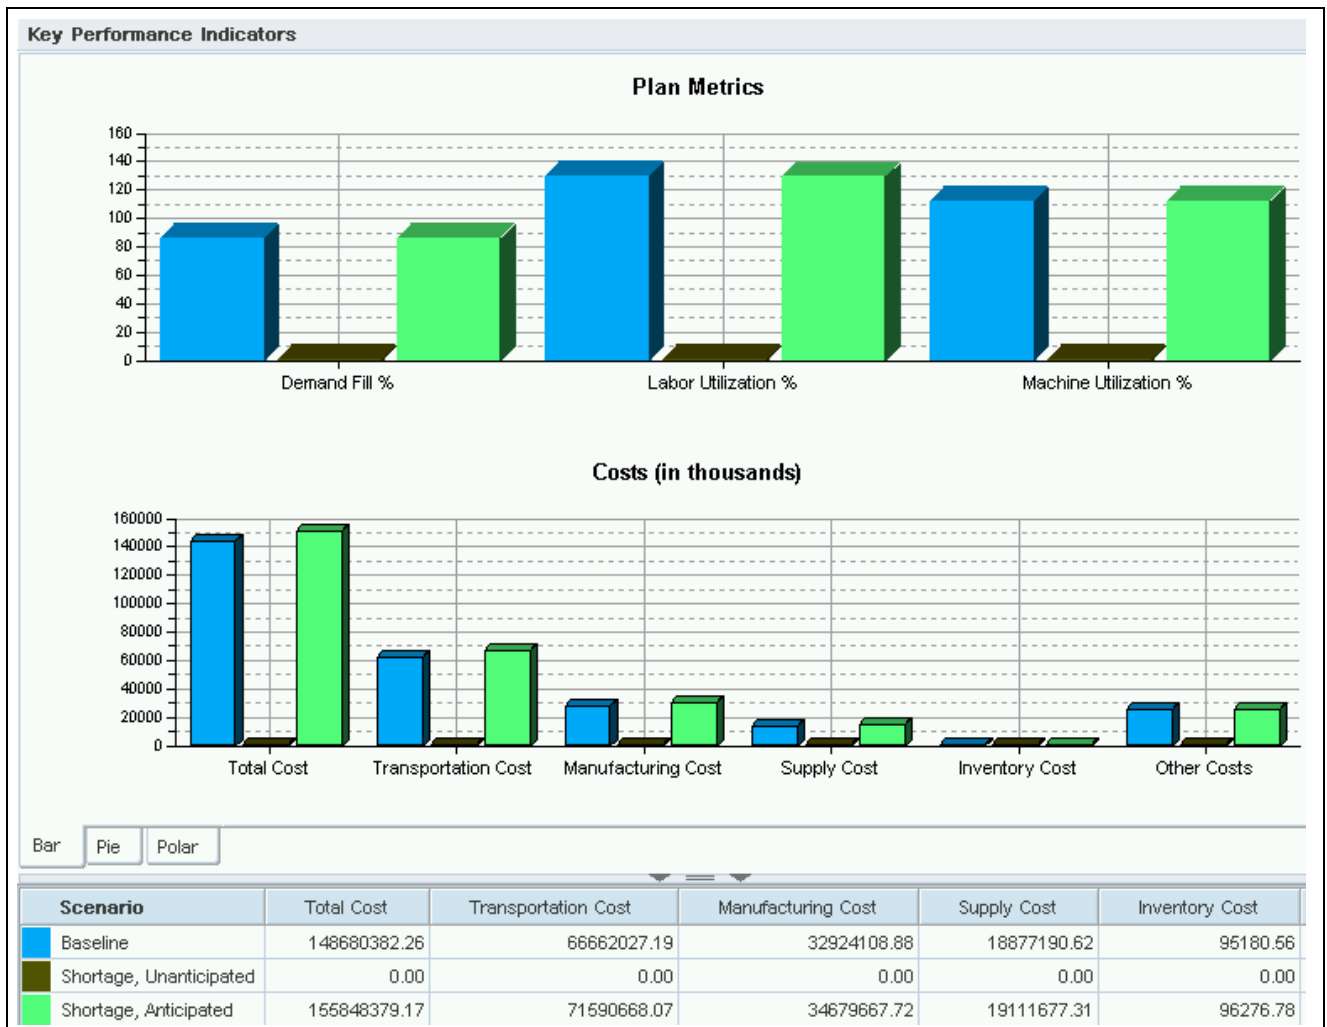 Key Performance Indicators
Plan Metrics
160
140
120
100
80
60
40
20
0
Demand Fill % Labor Utilization % Machine Utilization %
Costs (in thousands)
160000
140000
120000
100000
80000
60000
40000
20000
0
Total Cost Transportation Cost Manufacturing Cost Supply Cost Inventory Cost Other Costs
Bar Pie Polar
Scenario Total Cost Transportation Cost Manufacturing Cost Supply Cost Inventory Cost
Baseline 148680382.26 66662027.19 32924108.88 18877190.62 95180.56
Shortage, Unanticipated 0.00 0.00 0.00 0.00 0.00
Shortage, Anticipated 155848379.17 71590668.07 34679667.72 19111677.31 96276.78